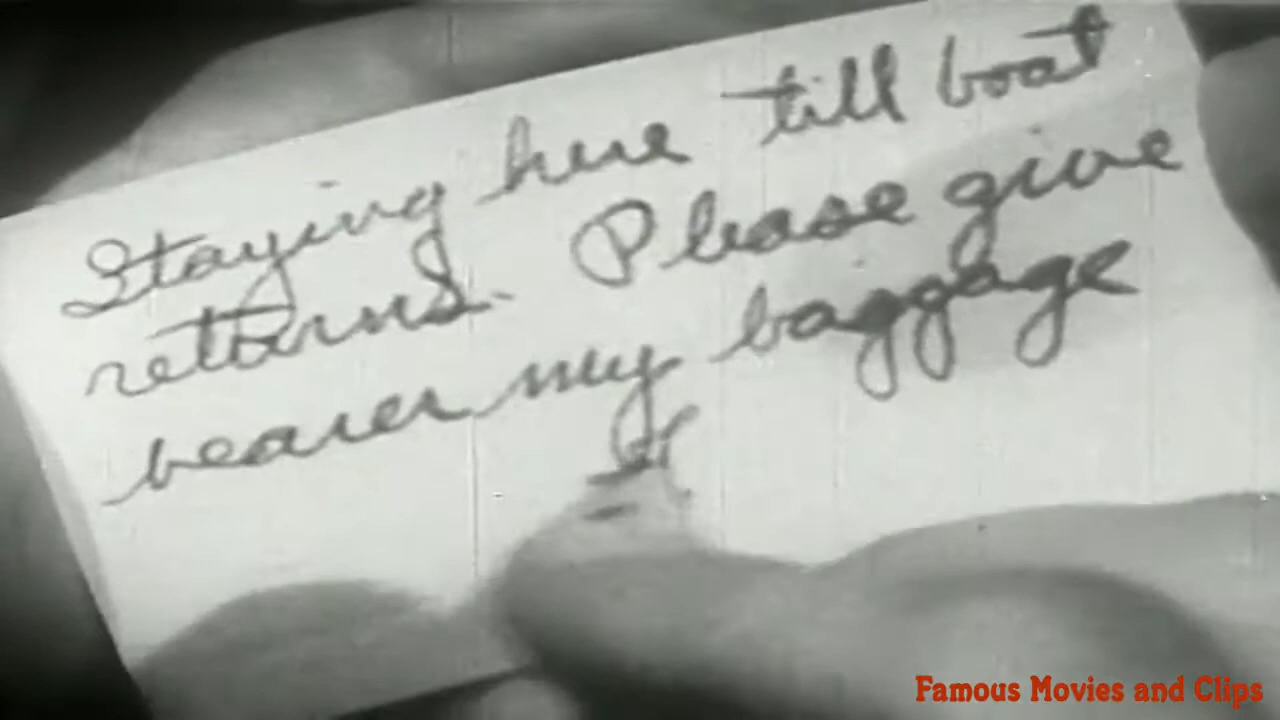 Staying here till boat
returns. Please give
bearer my baggage
Famous Movies and Clips